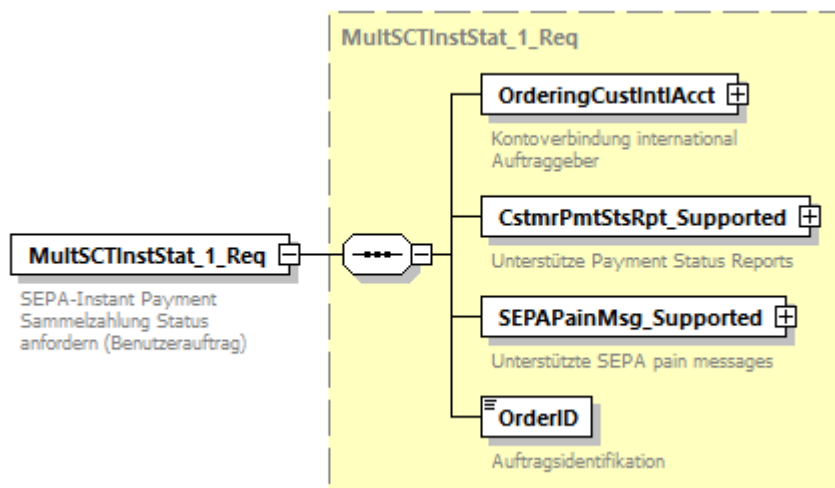 MultSCTInstStat_1_Req
OrderingCustIntlAcct
Kontoverbindung international
Auftraggeber
CstmrPmtStsRpt_Supported
Unterstütze Payment Status Reports
MultSCTInstStat_1_Req
SEPA-Instant Payment
Sammelzahlung Status
anfordern (Benutzerauftrag)
SEPAPainMsg_Supported
Unterstützte SEPA pain messages
OrderID
Auftragsidentifikation